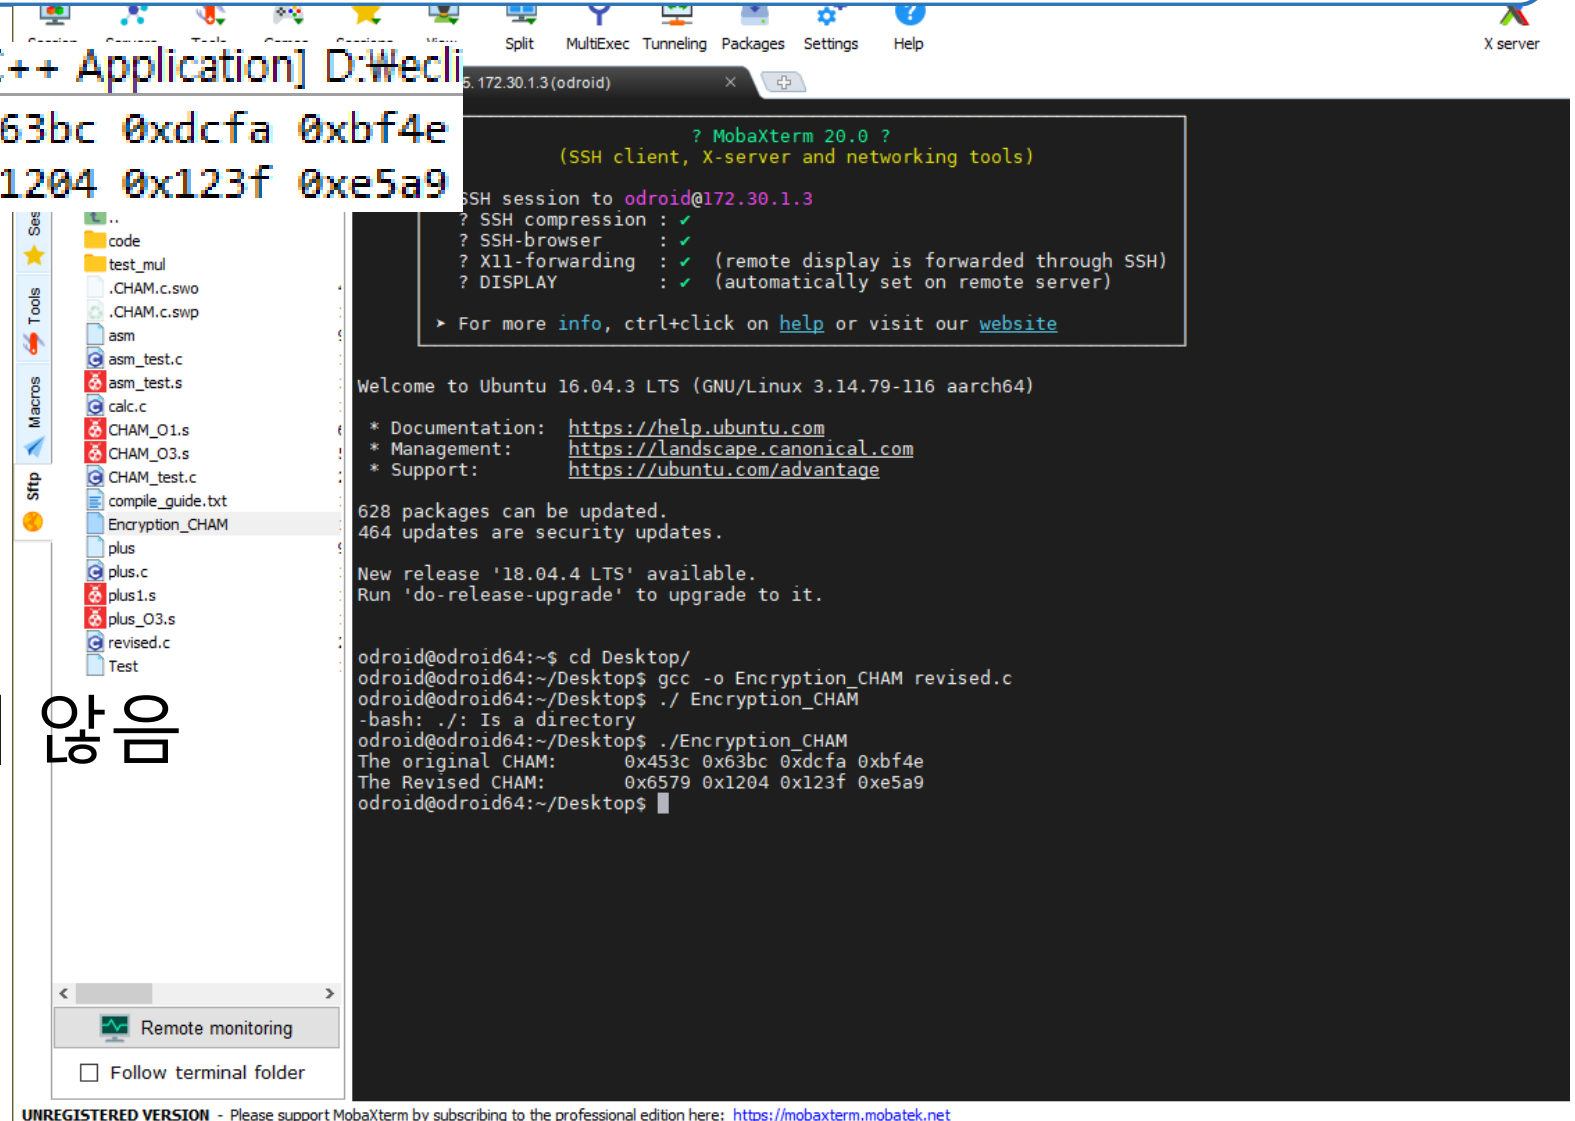 Split MultiExec Tunneling Packages Settings Help X server
++ Application] D:₩ecli
63bc 0xdcfa 0xbf4e
1204 0x123f 0xe5a9
5. 172.30.1.3 (odroid)
? MobaXterm 20.0 ?
(SSH client, X-server and networking tools)
SSH session to odroid@172.30.1.3
? SSH compression : ✔
? SSH-browser : ✔
? X11-forwarding : ✔ (remote display is forwarded through SSH)
? DISPLAY : ✔ (automatically set on remote server)
➤ For more info, ctrl+click on help or visit our website
Ses
Tools
Macros
Sftp
..
code
test_mul
.CHAM.c.swo
.CHAM.c.swp
asm
asm_test.c
asm_test.s
calc.c
CHAM_O1.s
CHAM_O3.s
CHAM_test.c
compile_guide.txt
Encryption_CHAM
plus
plus.c
plus1.s
plus_O3.s
revised.c
Test
않음
Welcome to Ubuntu 16.04.3 LTS (GNU/Linux 3.14.79-116 aarch64)
* Documentation: https://help.ubuntu.com
* Management: https://landscape.canonical.com
* Support: https://ubuntu.com/advantage
628 packages can be updated.
464 updates are security updates.
New release '18.04.4 LTS' available.
Run 'do-release-upgrade' to upgrade to it.
odroid@odroid64:~$ cd Desktop/
odroid@odroid64:~/Desktop$ gcc -o Encryption_CHAM revised.c
odroid@odroid64:~/Desktop$ ./ Encryption_CHAM
-bash: ./: Is a directory
odroid@odroid64:~/Desktop$ ./Encryption_CHAM
The original CHAM: 0x453c 0x63bc 0xdcfa 0xbf4e
The Revised CHAM: 0x6579 0x1204 0x123f 0xe5a9
odroid@odroid64:~/Desktop$
Remote monitoring
Follow terminal folder
UNREGISTERED VERSION - Please support MobaXterm by subscribing to the professional edition here: https://mobaxterm.mobatek.net